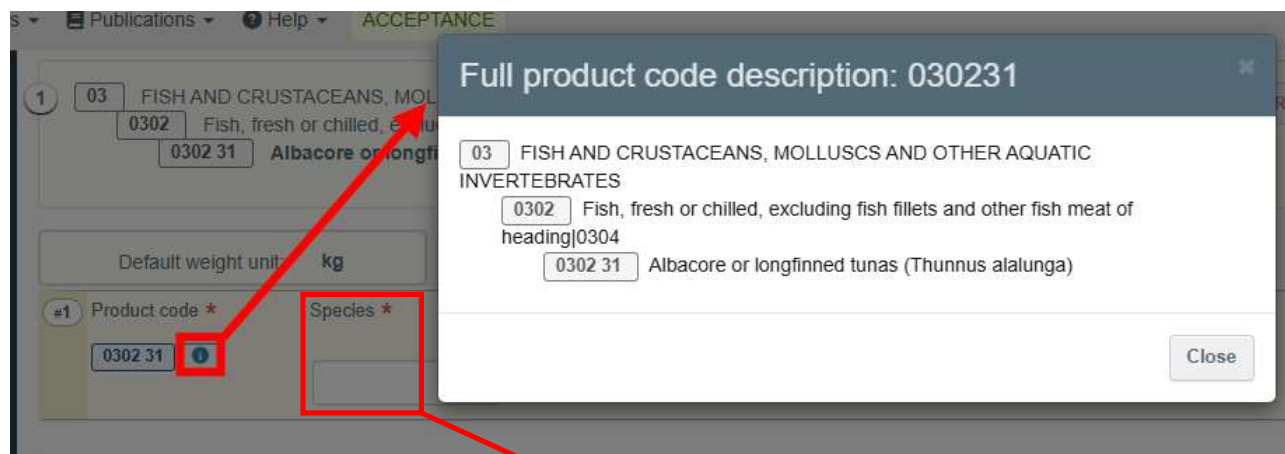 s Publications Help ACCEPTANCE
Full product code description: 030231
1 03 FISH AND CRUSTACEANS, MOL
0302 Fish, fresh or chilled,
0302 31 Albacore or longfi
03 FISH AND CRUSTACEANS, MOLLUSCS AND OTHER AQUATIC
INVERTEBRATES
0302 Fish, fresh or chilled, excluding fish fillets and other fish meat of
heading|0304
0302 31 Albacore or longfinned tunas (Thunnus alalunga)
Close
Default weight unit: kg
#1 Product code * Species *
0302 31